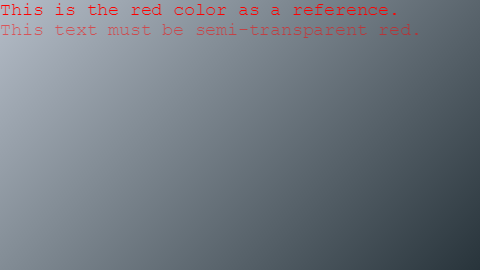 This is the red color as a reference.
This text must be semi-transparent red.